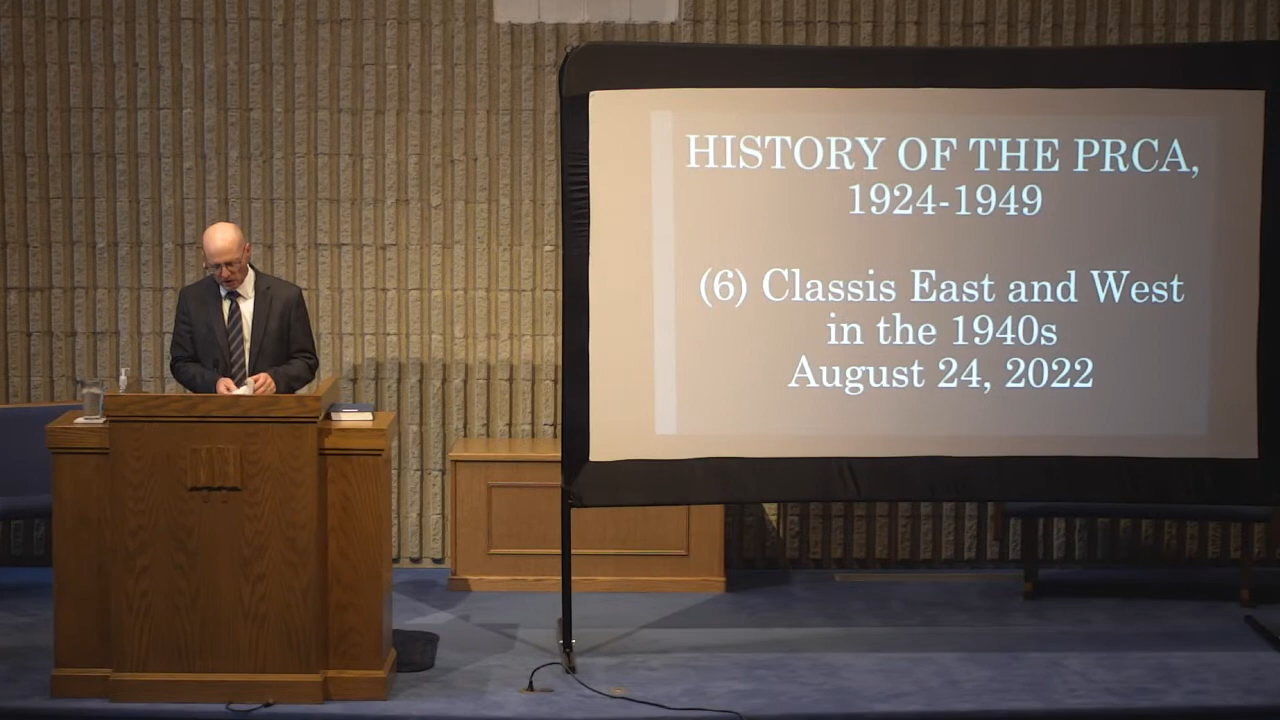 HISTORY OF THE PRCA,
1924-1949
(6) Classis East and West
in the 1940s
August 24, 2022